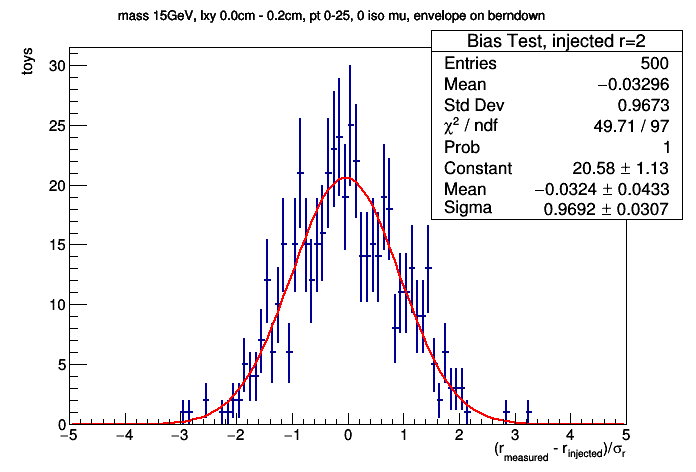 mass 15GeV, lxy 0.0cm - 0.2cm, pt 0-25, 0 iso mu, envelope on berndown
Bias Test, injected r=2
Entries 500
Mean −0.03296
Std Dev 0.9673
χ² / ndf 49.71 / 97
Prob 1
Constant 20.58 ± 1.13
Mean −0.0324 ± 0.0433
Sigma 0.9692 ± 0.0307
toys
30
25
20
15
10
5
0
−5 −4 −3 −2 −1 0 1 2 3 4 5
(r_measured - r_injected)/σ_r